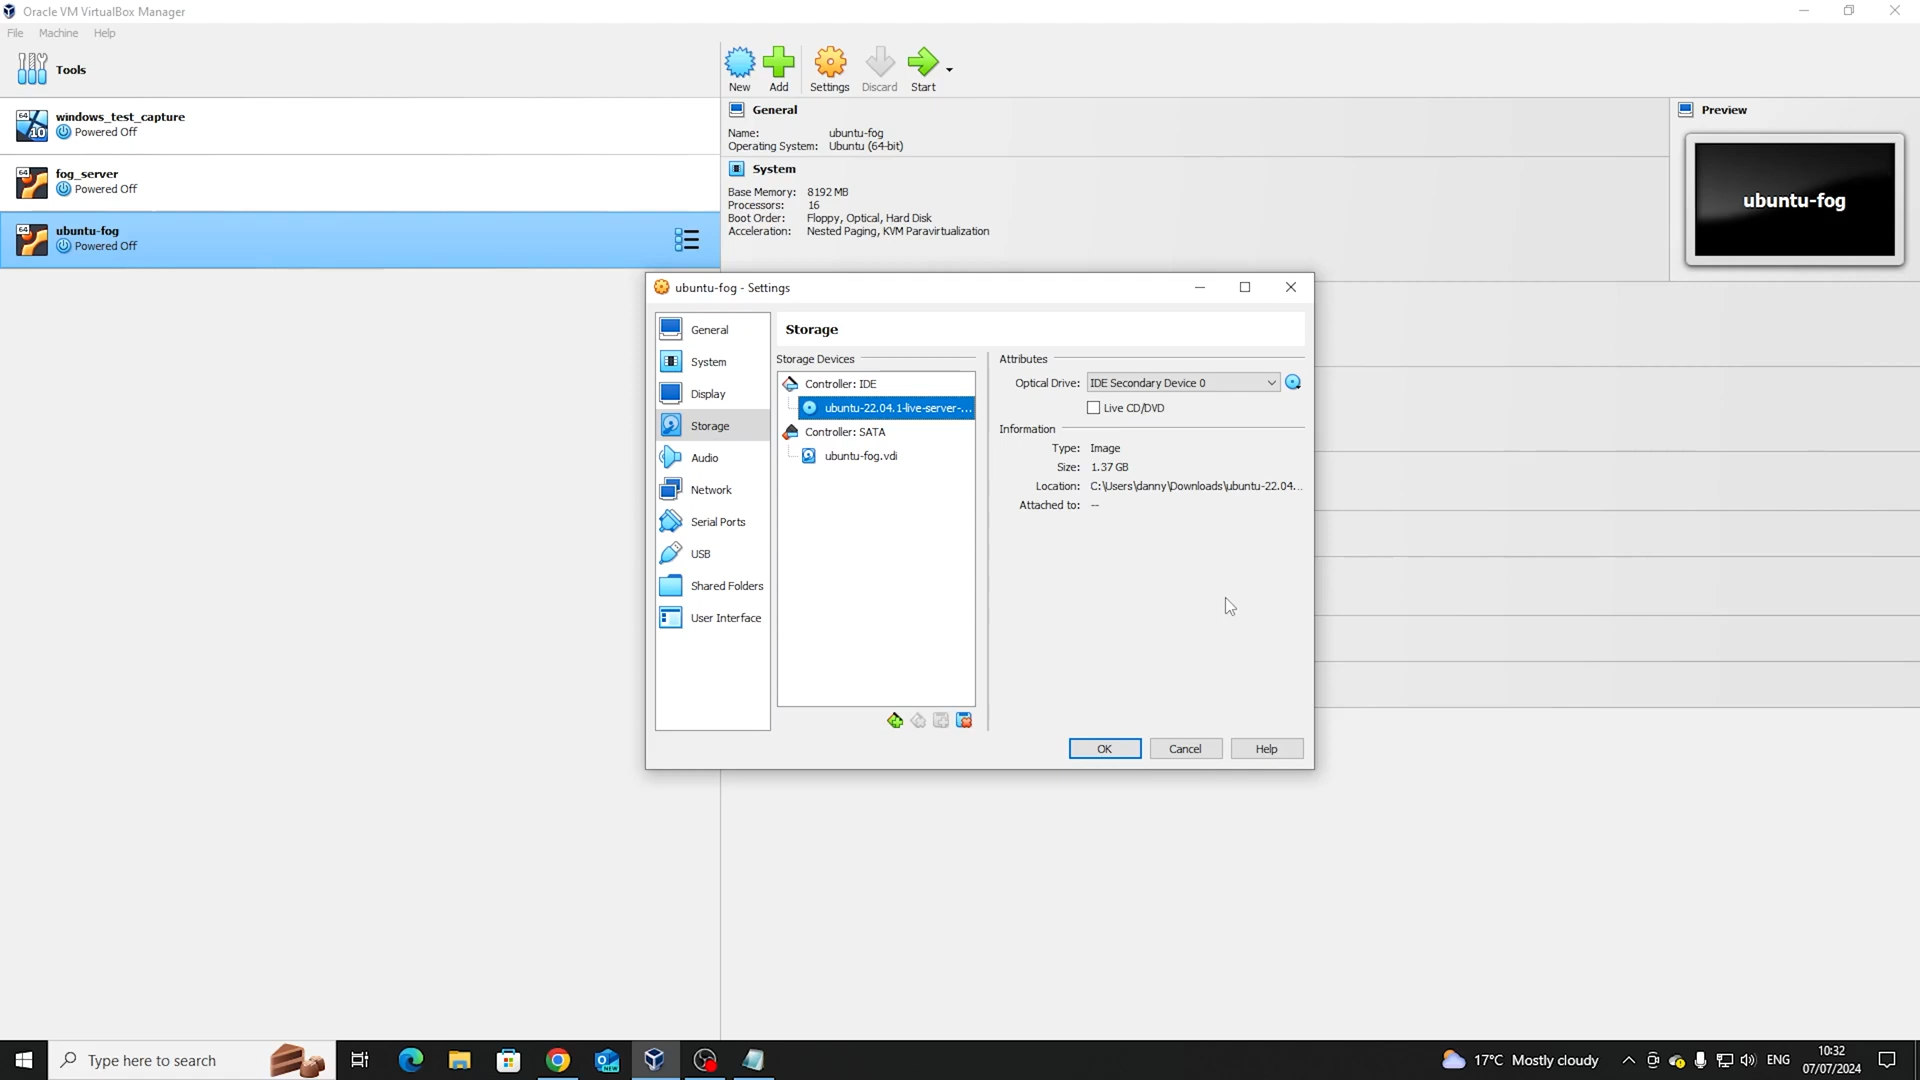 Oracle VM VirtualBox Manager
File Machine Help
Tools
New Add Settings Discard Start
64 10 windows_test_capture
Powered Off
64 fog_server
Powered Off
64 ubuntu-fog
Powered Off
General
Name: ubuntu-fog
Operating System: Ubuntu (64-bit)
System
Base Memory: 8192 MB
Processors: 16
Boot Order: Floppy, Optical, Hard Disk
Acceleration: Nested Paging, KVM Paravirtualization
Preview
ubuntu-fog
ubuntu-fog - Settings
General
System
Display
Storage
Audio
Network
Serial Ports
USB
Shared Folders
User Interface
Storage
Storage Devices
Controller: IDE
ubuntu-22.04.1-live-server-...
Controller: SATA
ubuntu-fog.vdi
Attributes
Optical Drive: IDE Secondary Device 0
Live CD/DVD
Information
Type: Image
Size: 1.37 GB
Location: C:\Users\danny\Downloads\ubuntu-22.04...
Attached to: --
OK Cancel Help
Type here to search
NEW
17°C Mostly cloudy
ENG
10:32
07/07/2024